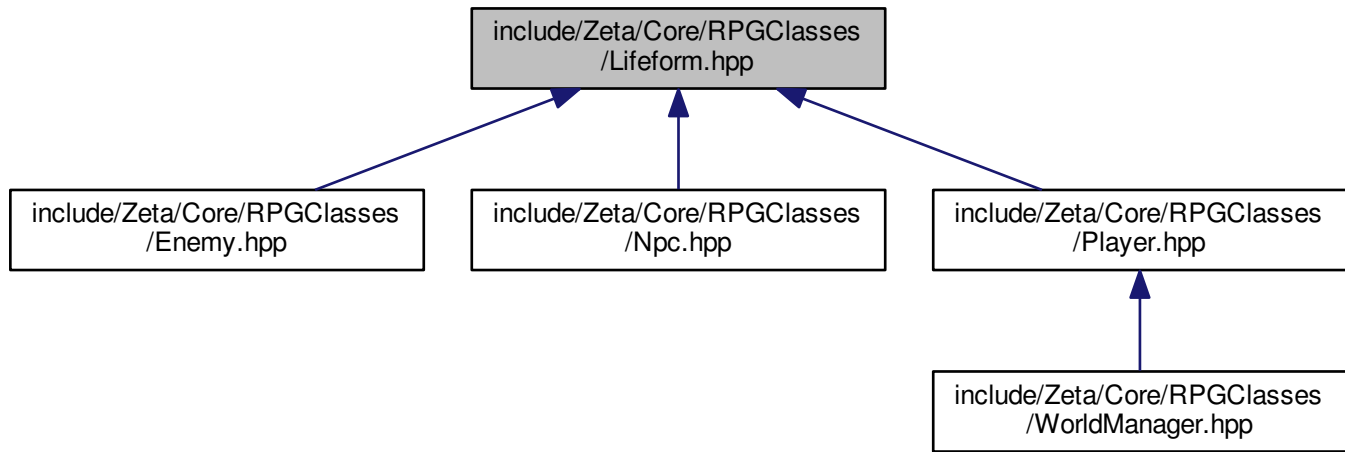 include/Zeta/Core/RPGClasses
/Lifeform.hpp
include/Zeta/Core/RPGClasses
/Enemy.hpp
include/Zeta/Core/RPGClasses
/Npc.hpp
include/Zeta/Core/RPGClasses
/Player.hpp
include/Zeta/Core/RPGClasses
/WorldManager.hpp